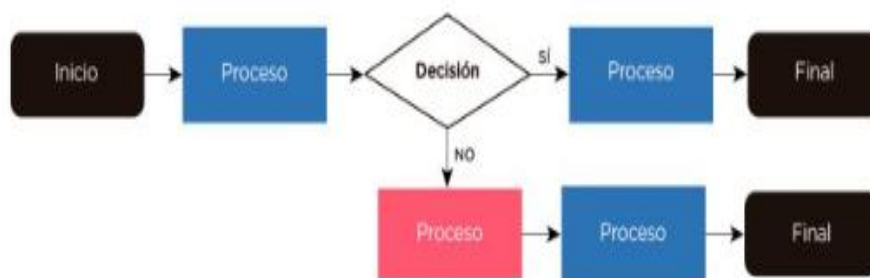 Inicio
Proceso
Decisión
SÍ
Proceso
Final
NO
Proceso
Proceso
Final